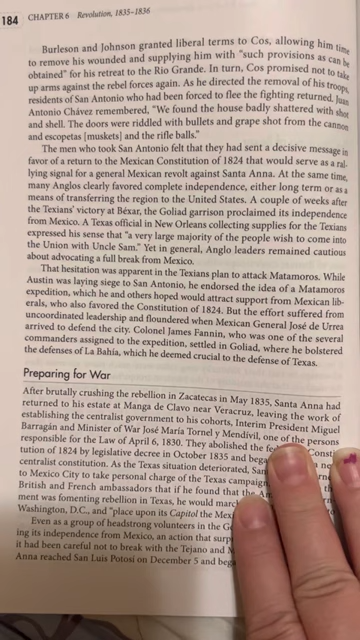 184 CHAPTER 6 Revolution, 1835–1836
Burleson and Johnson granted liberal terms to Cos, allowing him time
to remove his wounded and supplying him with "such provisions as can be
obtained" for his retreat to the Rio Grande. In turn, Cos promised not to take
up arms against the rebel forces again. As he directed the removal of his troops,
residents of San Antonio who had been forced to flee the fighting returned. Juan
Antonio Chávez remembered, "We found the house badly shattered with shot
and shell. The doors were riddled with bullets and grape shot from the cannon
and escopetas [muskets] and the rifle balls."
The men who took San Antonio felt that they had sent a decisive message in
favor of a return to the Mexican Constitution of 1824 that would serve as a ral-
lying signal for a general Mexican revolt against Santa Anna. At the same time,
many Anglos clearly favored complete independence, either long term or as a
means of transferring the region to the United States. A couple of weeks after
the Texians' victory at Béxar, the Goliad garrison proclaimed its independence
from Mexico. A Texas official in New Orleans collecting supplies for the Texians
expressed his sense that "a very large majority of the people wish to come into
the Union with Uncle Sam." Yet in general, Anglo leaders remained cautious
about advocating a full break from Mexico.
That hesitation was apparent in the Texians plan to attack Matamoros. While
Austin was laying siege to San Antonio, he endorsed the idea of a Matamoros
expedition, which he and others hoped would attract support from Mexican lib-
erals, who also favored the Constitution of 1824. But the effort suffered from
uncoordinated leadership and floundered when Mexican General José de Urrea
arrived to defend the city. Colonel James Fannin, who was one of the several
commanders assigned to the expedition, settled in Goliad, where he bolstered
the defenses of La Bahía, which he deemed crucial to the defense of Texas.
Preparing for War
After brutally crushing the rebellion in Zacatecas in May 1835, Santa Anna had
returned to his estate at Manga de Clavo near Veracruz, leaving the work of
establishing the centralist government to his cohorts, Interim President Miguel
Barragán and Minister of War José María Tornel y Mendívil, one of the persons
responsible for the Law of April 6, 1830. They abolished the Consti
tution of 1824 by legislative decree in October 1835 and bega
centralist constitution. As the Texas situation deteriorated, San
to Mexico City to take personal charge of the Texas campaign
British and French ambassadors that if he found that the
ment was fomenting rebellion in Texas, he would marc
Washington, D.C., and "place upon its Capitol the Mexi
Even as a group of headstrong volunteers in the Go
ing its independence from Mexico, an action that surp
it had been careful not to break with the Tejano and M
Anna reached San Luis Potosí on December 5 and beg